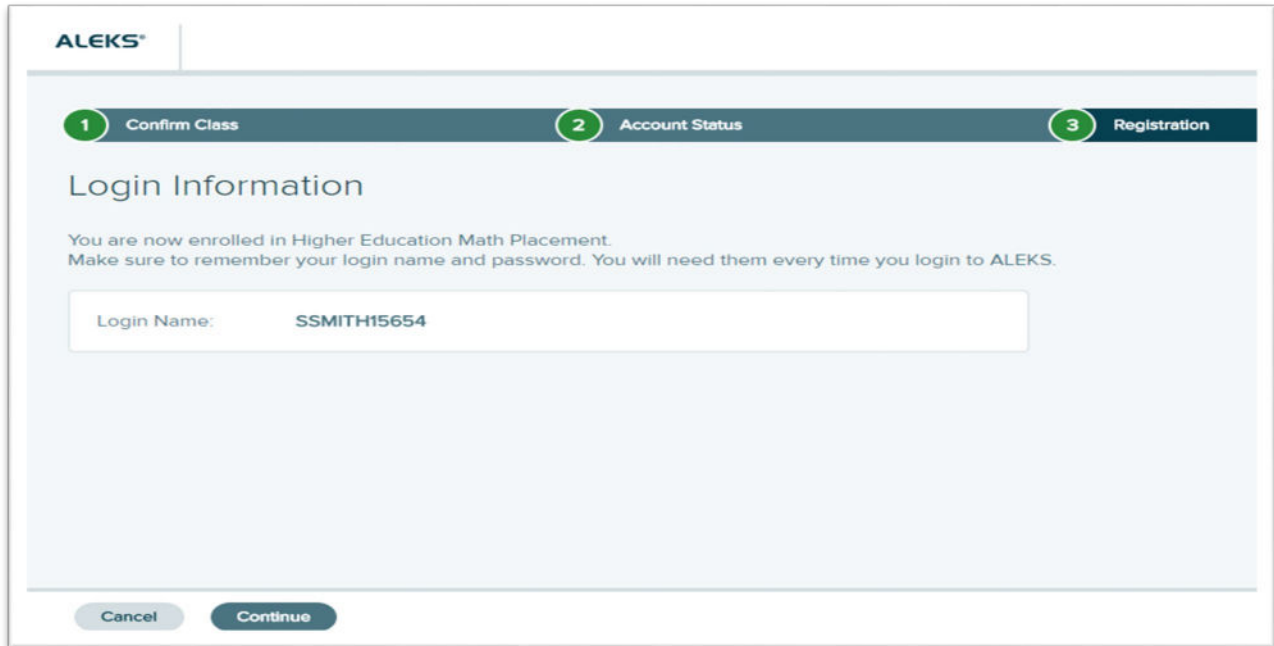 ALEKS®
1 Confirm Class 2 Account Status 3 Registration
Login Information
You are now enrolled in Higher Education Math Placement.
Make sure to remember your login name and password. You will need them every time you login to ALEKS.
Login Name: SSMITH15654
Cancel Continue